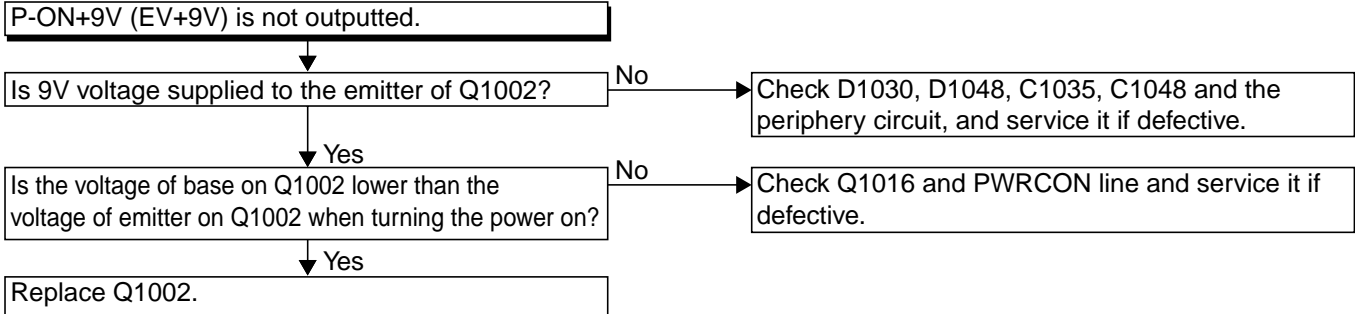 P-ON+9V (EV+9V) is not outputted.
Is 9V voltage supplied to the emitter of Q1002?
No
Check D1030, D1048, C1035, C1048 and the
periphery circuit, and service it if defective.
Yes
Is the voltage of base on Q1002 lower than the
voltage of emitter on Q1002 when turning the power on?
No
Check Q1016 and PWRCON line and service it if
defective.
Yes
Replace Q1002.